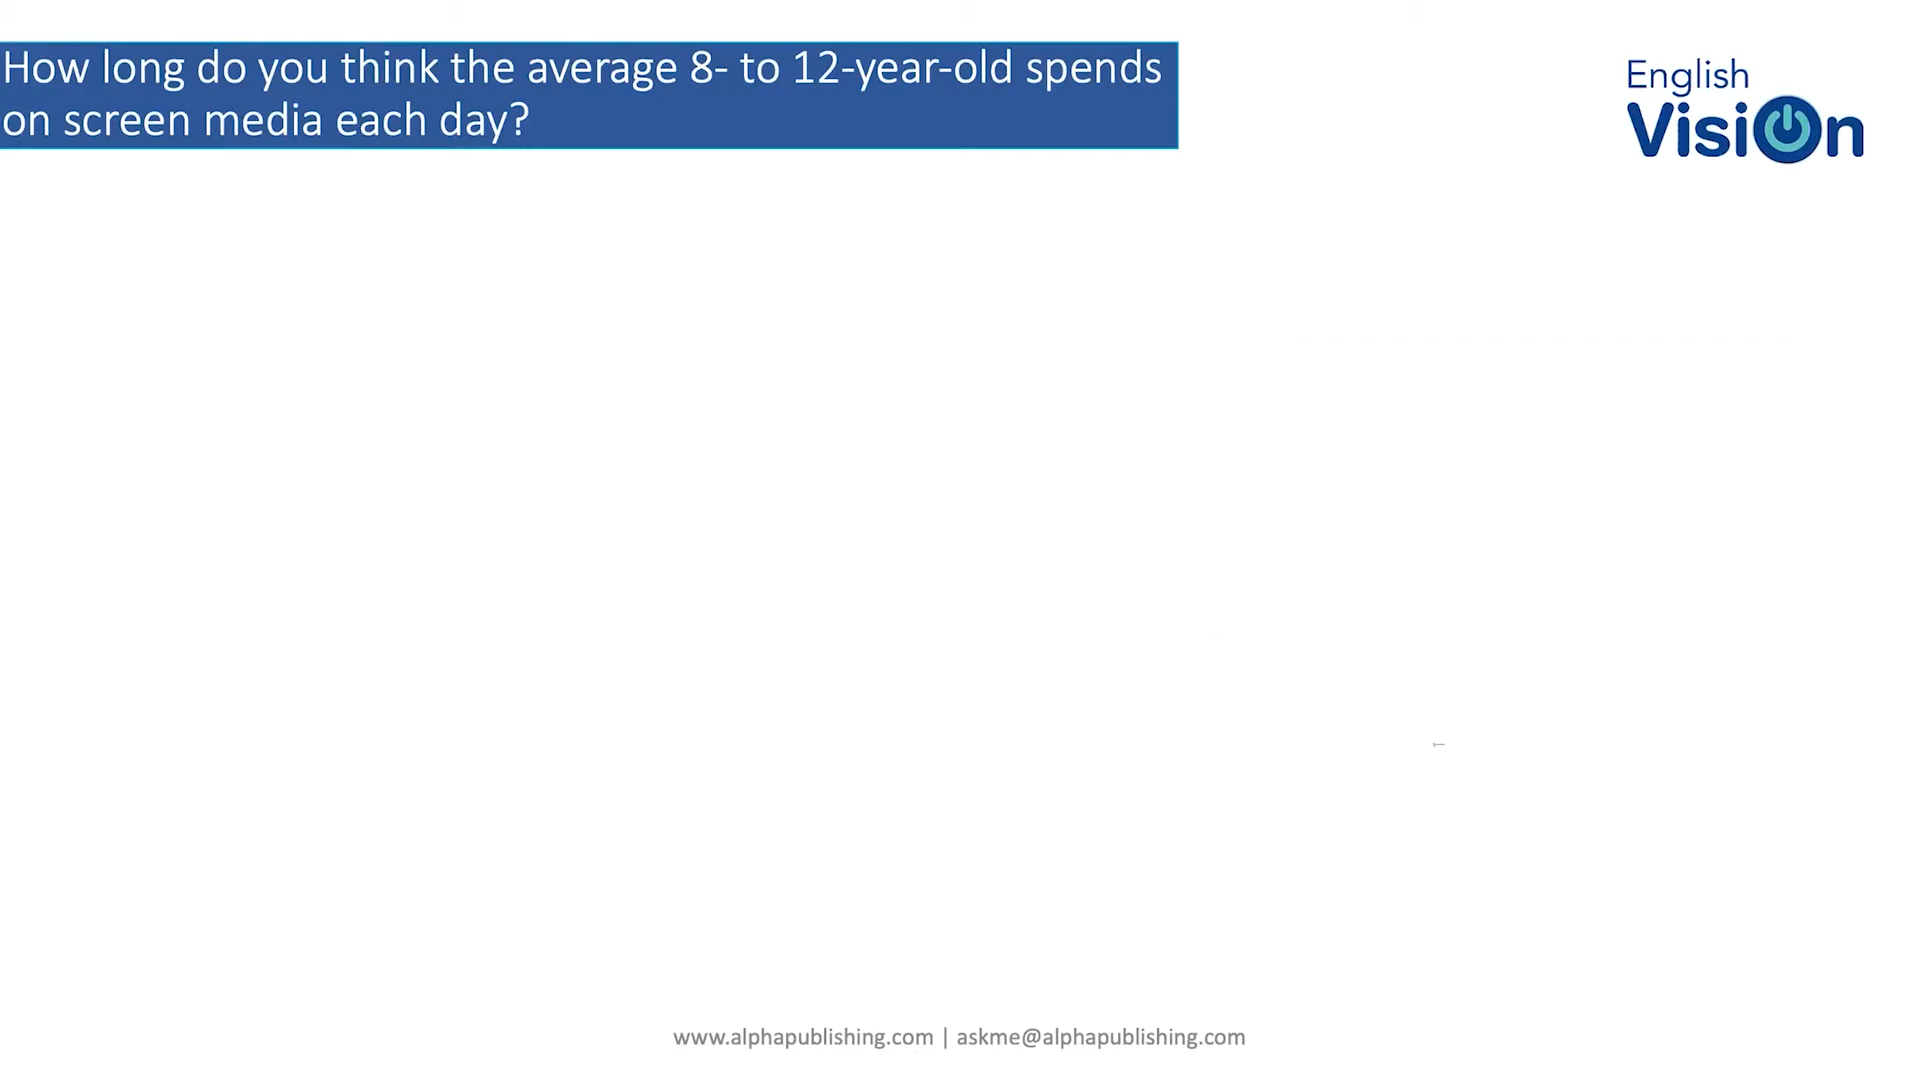 How long do you think the average 8- to 12-year-old spends
on screen media each day?
English
Vision
www.alphapublishing.com | askme@alphapublishing.com